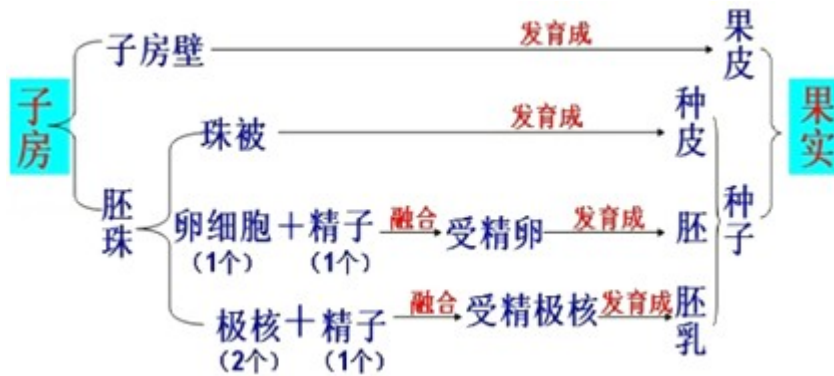 子房
子房壁
发育成
果皮
果实
胚珠
珠被
发育成
种皮
种子
卵细胞＋精子
融合
受精卵
发育成
胚
（1个）
（1个）
极核＋精子
融合
受精极核
发育成
胚乳
（2个）
（1个）